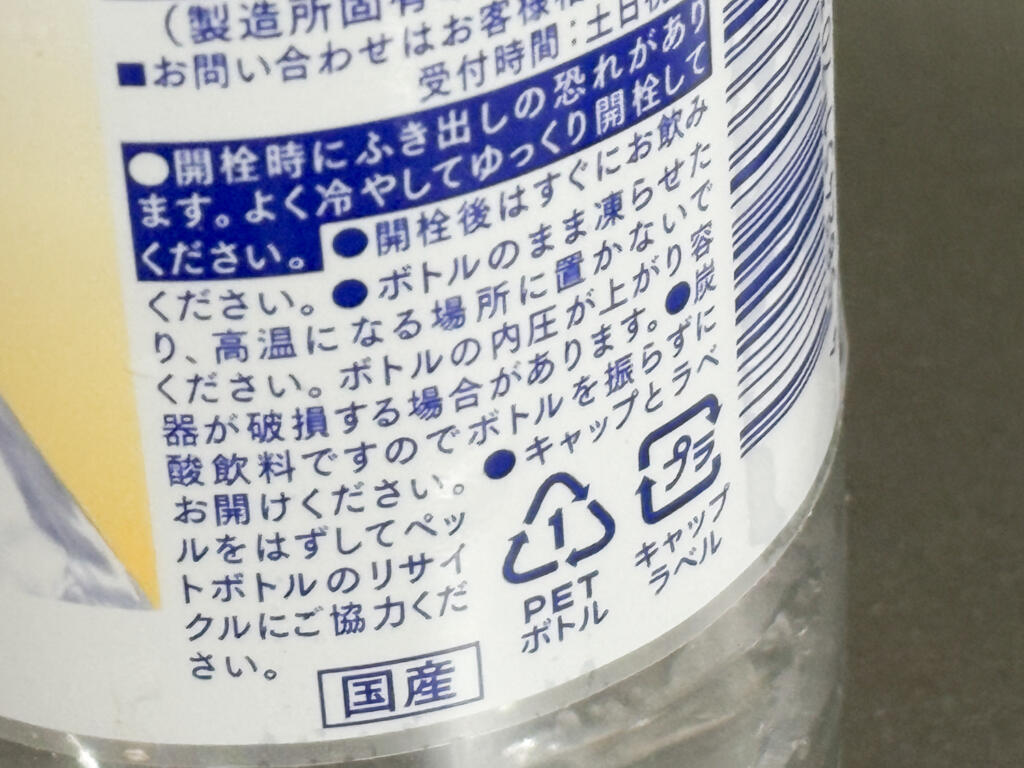 （製造所固有
■お問い合わせはお客様相
受付時間：土日祝
●開栓時にふき出しの恐れがあり
ます。よく冷やしてゆっくり開栓して
ください。●開栓後はすぐにお飲み
ください。●ボトルのまま凍らせた
り、高温になる場所に置かないで
ください。ボトルの内圧が上がり容
器が破損する場合があります。●炭
酸飲料ですのでボトルを振らずに
お開けください。●キャップとラベ
ルをはずしてペッ
トボトルのリサイ
クルにご協力くだ
さい。
1
PET
ボトル
プラ
キャップ
ラベル
国産